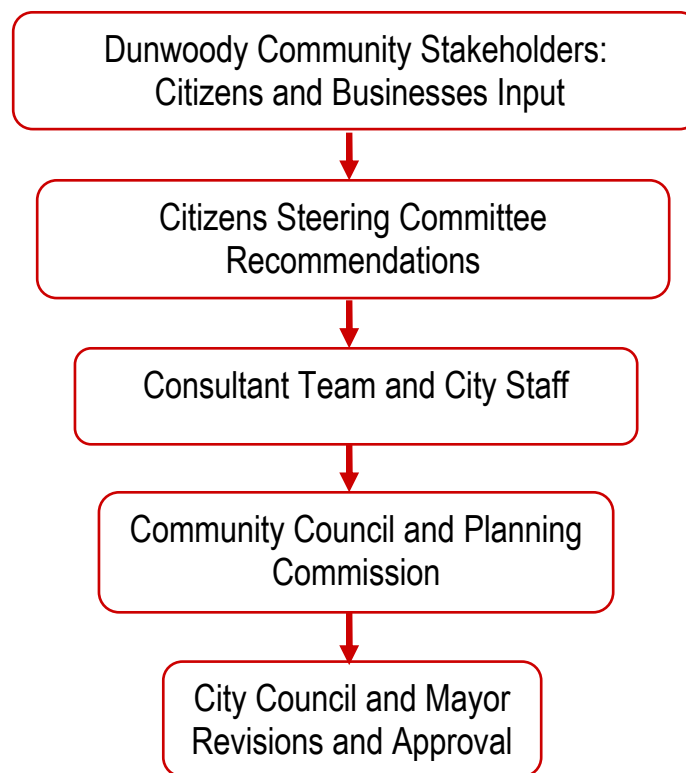 Dunwoody Community Stakeholders:
Citizens and Businesses Input
Citizens Steering Committee
Recommendations
Consultant Team and City Staff
Community Council and Planning
Commission
City Council and Mayor
Revisions and Approval